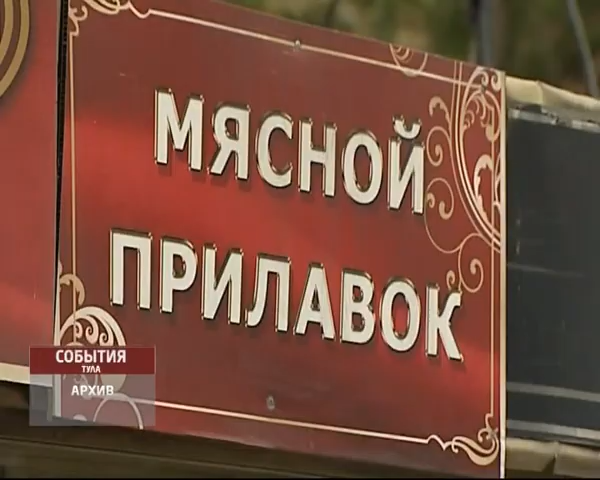 МЯСНОЙ
ПРИЛАВОК
СОБЫТИЯ
ТУЛА
АРХИВ